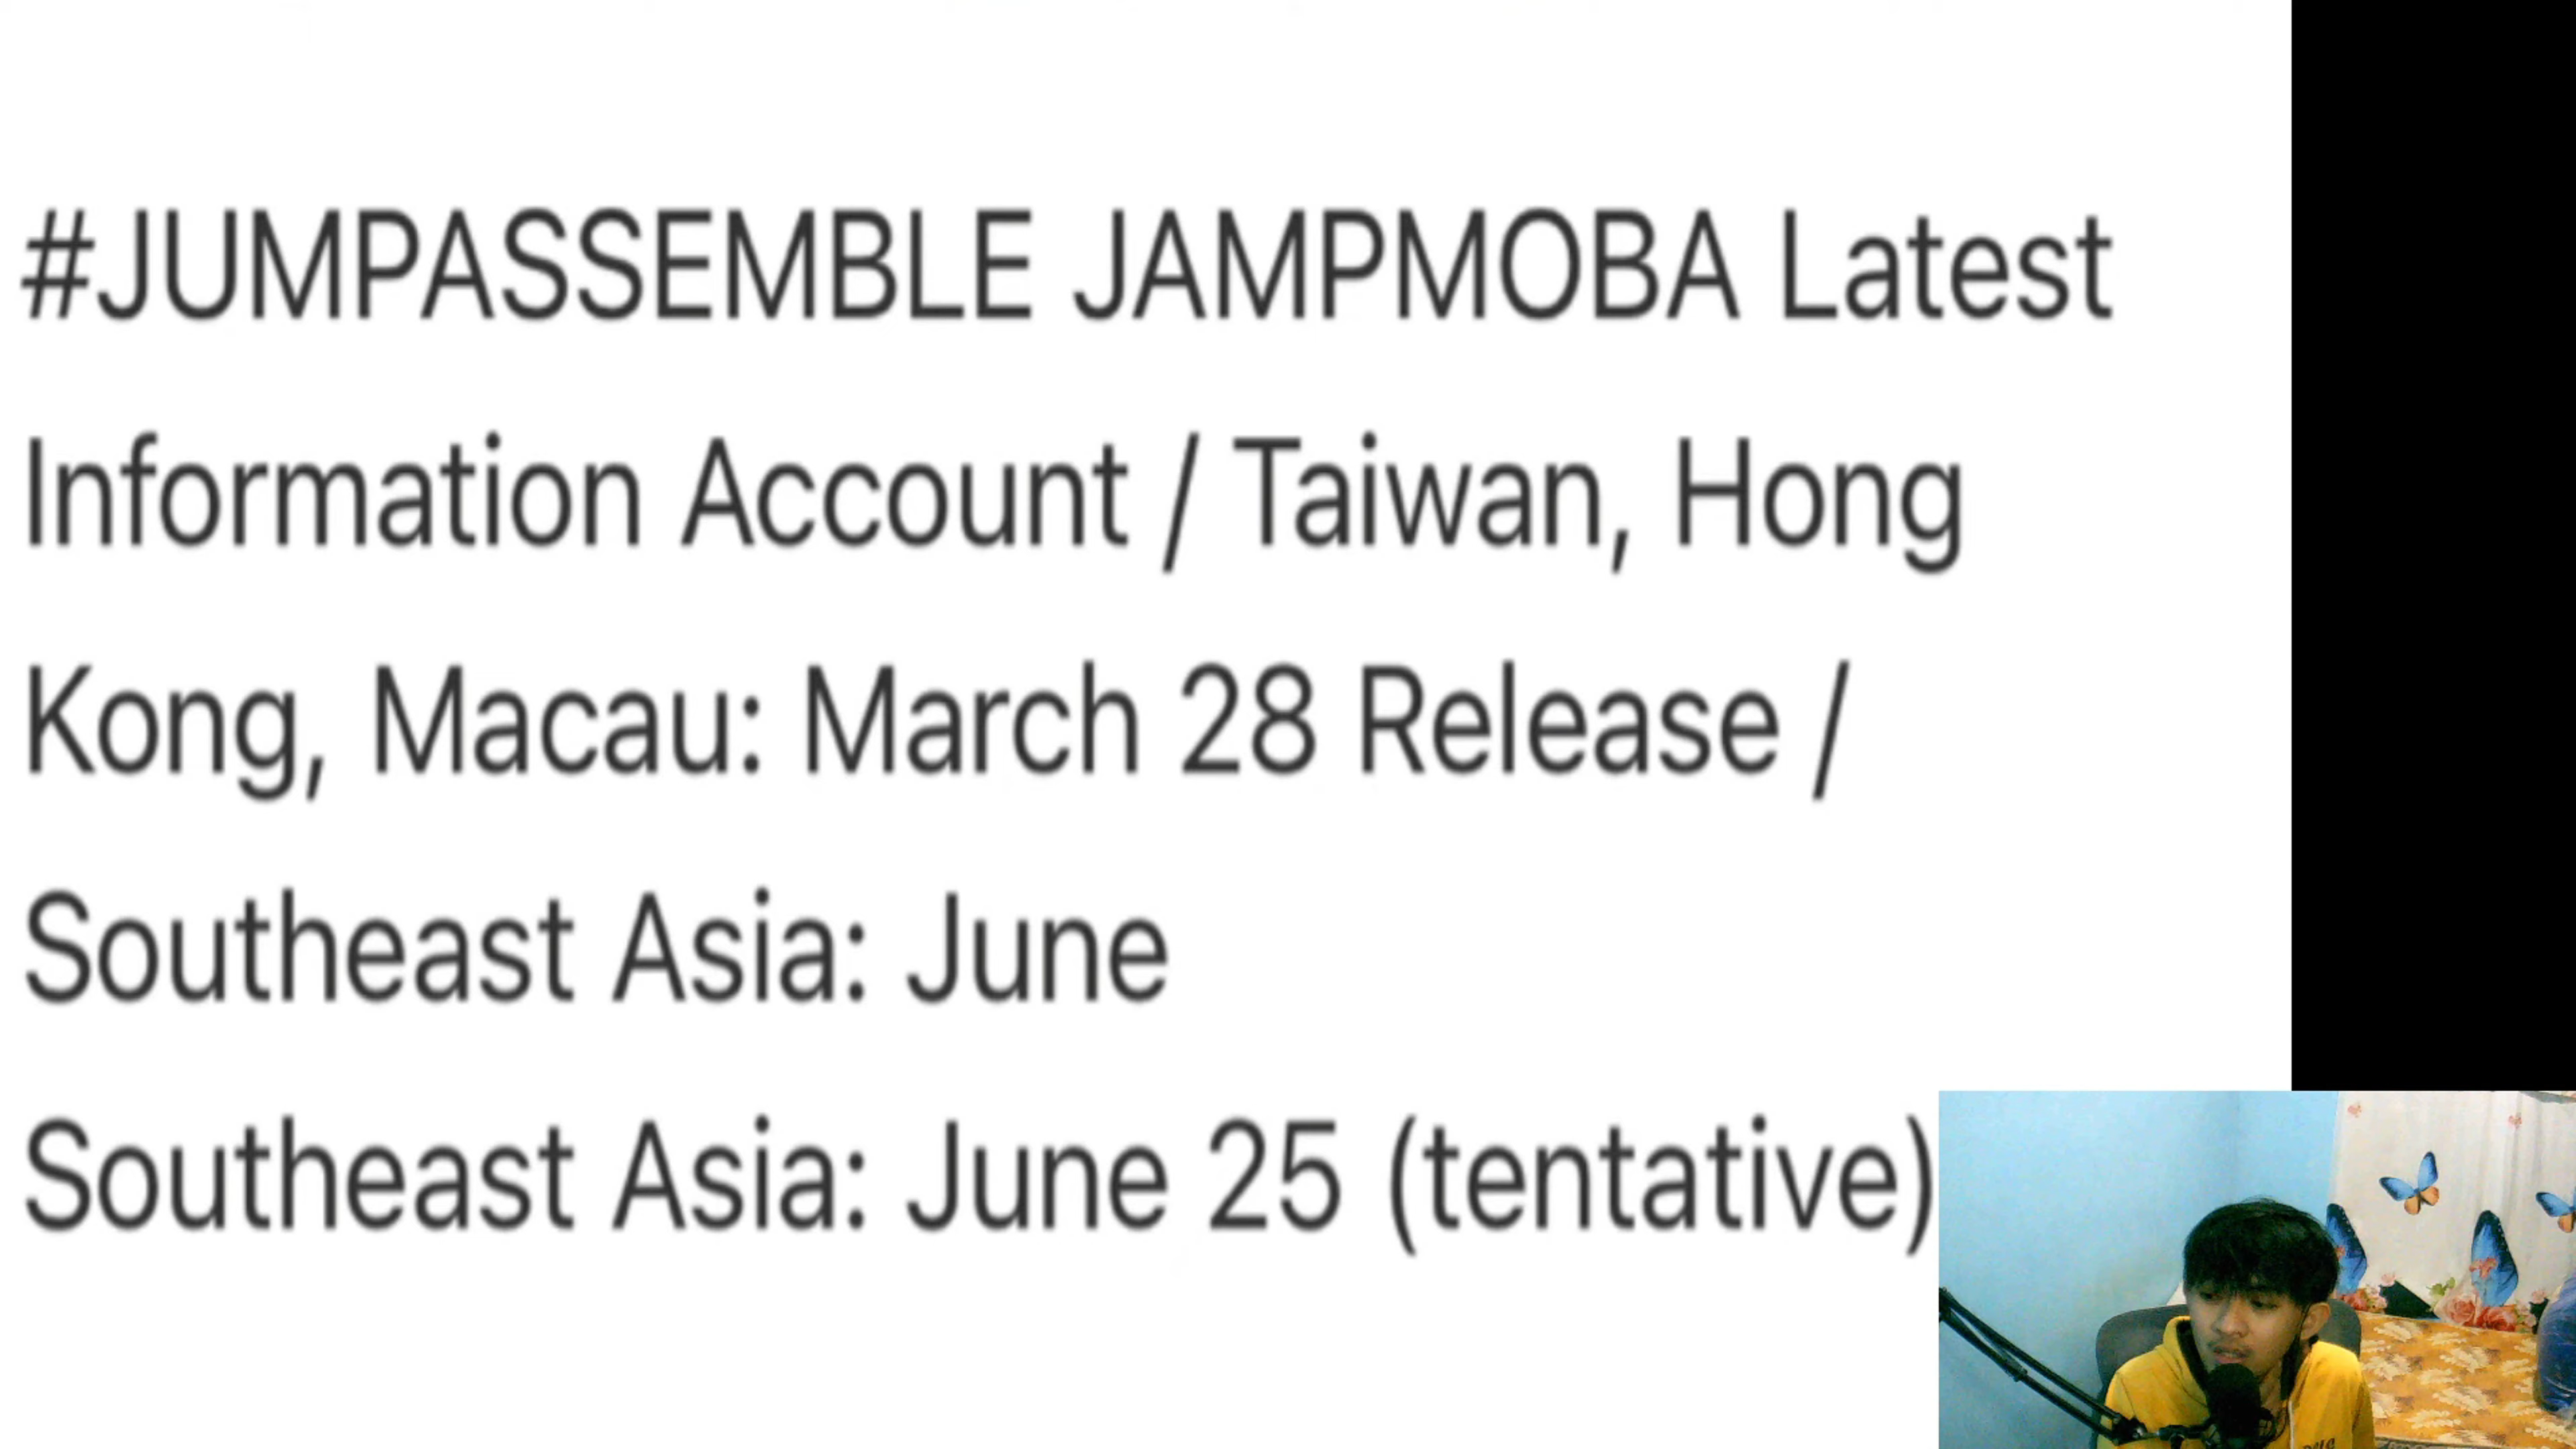 #JUMPASSEMBLE JAMPMOBA Latest
Information Account / Taiwan, Hong
Kong, Macau: March 28 Release /
Southeast Asia: June
Southeast Asia: June 25 (tentative)